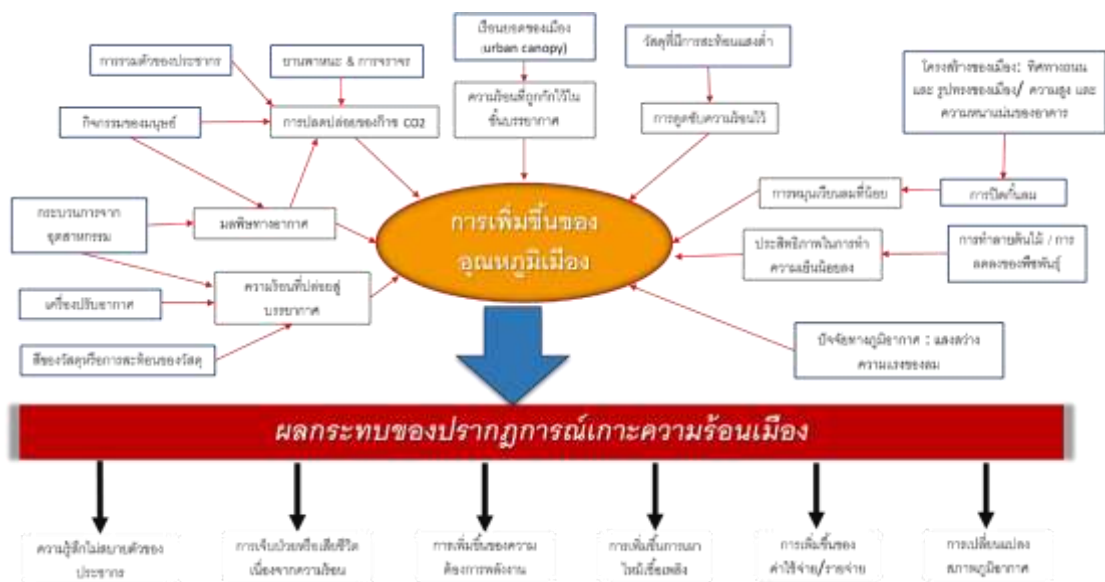 เรือนยอดของเมือง
(urban canopy)
วัสดุที่มีการสะท้อนแสงต่ำ
การรวมตัวของประชากร
ยานพาหนะ & การจราจร
โครงสร้างของเมือง: ทิศทางถนน
และ รูปทรงของเมือง/ ความสูง และ
ความหนาแน่นของอาคาร
กิจกรรมของมนุษย์
การปลดปล่อยของก๊าซ CO2
ความร้อนที่ถูกกักไว้ใน
ชั้นบรรยากาศ
การดูดซับความร้อนไว้
การหมุนเวียนลมที่น้อย
การปิดกั้นลม
กระบวนการจาก
อุตสาหกรรม
มลพิษทางอากาศ
การเพิ่มขึ้นของ
อุณหภูมิเมือง
ประสิทธิภาพในการทำ
ความเย็นน้อยลง
การทำลายต้นไม้ / การ
ลดลงของพืชพันธุ์
เครื่องปรับอากาศ
ความร้อนที่ปล่อยสู่
บรรยากาศ
สีของวัสดุหรือการสะท้อนของวัสดุ
ปัจจัยทางภูมิอากาศ : แสงสว่าง
ความแรงของลม
ผลกระทบของปรากฏการณ์เกาะความร้อนเมือง
ความรู้สึกไม่สบายตัวของ
ประชากร
การเจ็บป่วยหรือเสียชีวิต
เนื่องจากความร้อน
การเพิ่มขึ้นของความ
ต้องการพลังงาน
การเพิ่มขึ้นการเผา
ไหม้เชื้อเพลิง
การเพิ่มขึ้นของ
ค่าใช้จ่าย/รายจ่าย
การเปลี่ยนแปลง
สภาพภูมิอากาศ